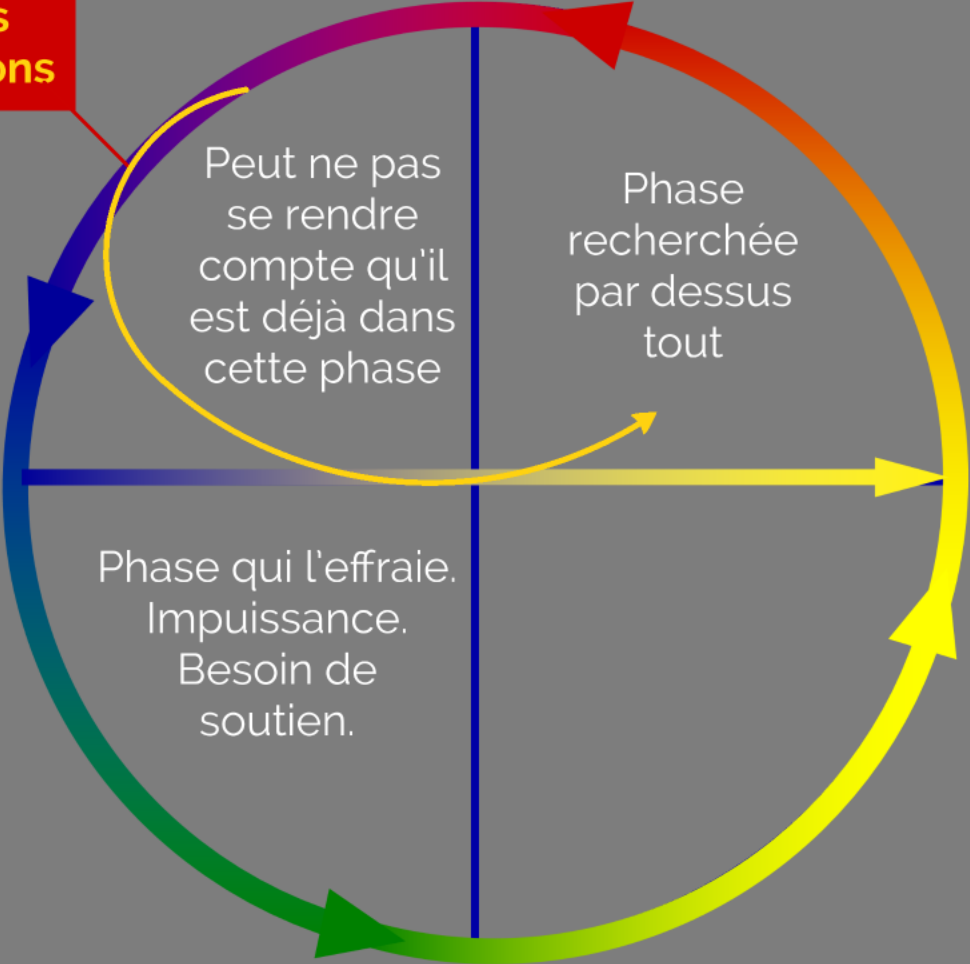 s
ons
Peut ne pas
se rendre
compte qu'il
est déjà dans
cette phase
Phase
recherchée
par dessus
tout
Phase qui l'effraie.
Impuissance.
Besoin de
soutien.